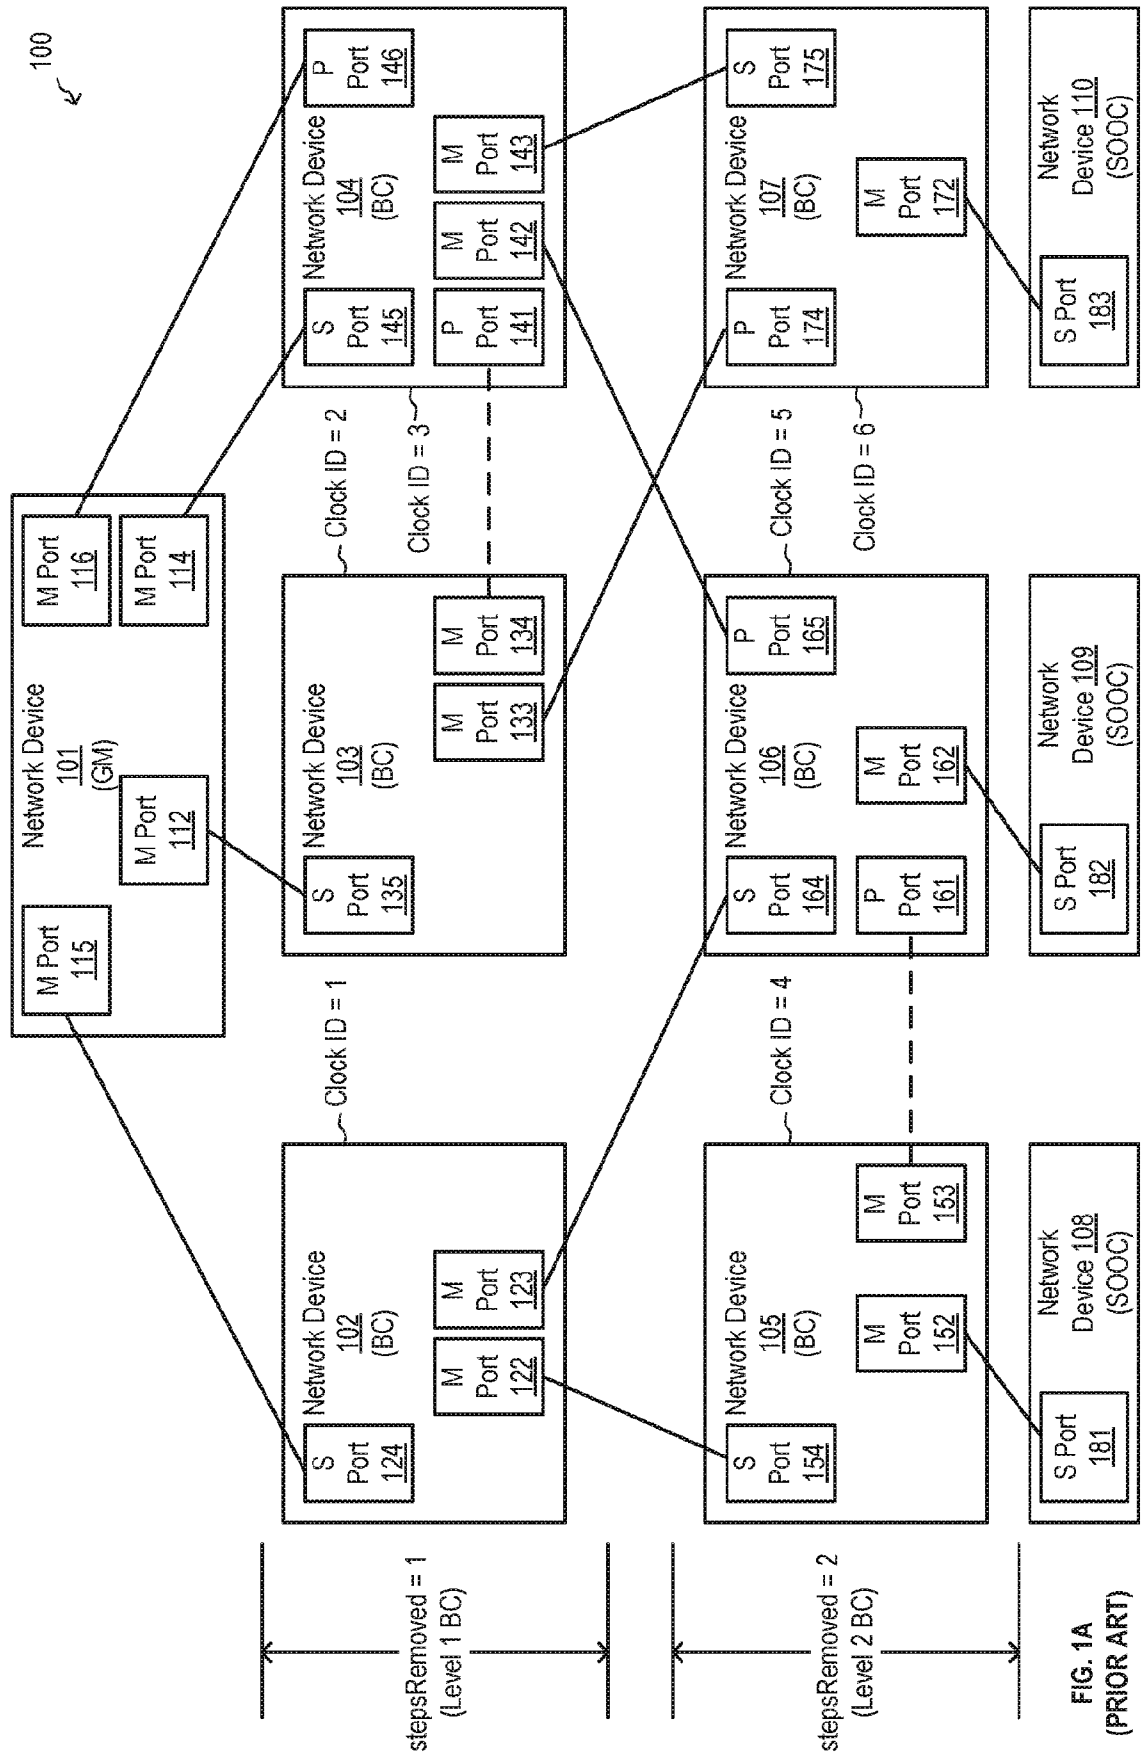 100
Network Device
101
(GM)
M Port
115
M Port
112
M Port
116
M Port
114
stepsRemoved = 1
(Level 1 BC)
S
Port
124
Network Device
102
(BC)
M
Port
122
M
Port
123
Clock ID = 1
S
Port
135
Network Device
103
(BC)
M
Port
133
M
Port
134
Clock ID = 2
Clock ID = 3
S
Port
145
Network Device
104
(BC)
P
Port
146
P
Port
141
M
Port
142
M
Port
143
stepsRemoved = 2
(Level 2 BC)
S
Port
154
Network Device
105
(BC)
M
Port
152
M
Port
153
Clock ID = 4
S
Port
164
Network Device
106
(BC)
P
Port
165
P
Port
161
M
Port
162
Clock ID = 5
Clock ID = 6
P
Port
174
Network Device
107
(BC)
S
Port
175
M
Port
172
S Port
181
Network
Device 108
(SOOC)
S Port
182
Network
Device 109
(SOOC)
S Port
183
Network
Device 110
(SOOC)
FIG. 1A
(PRIOR ART)